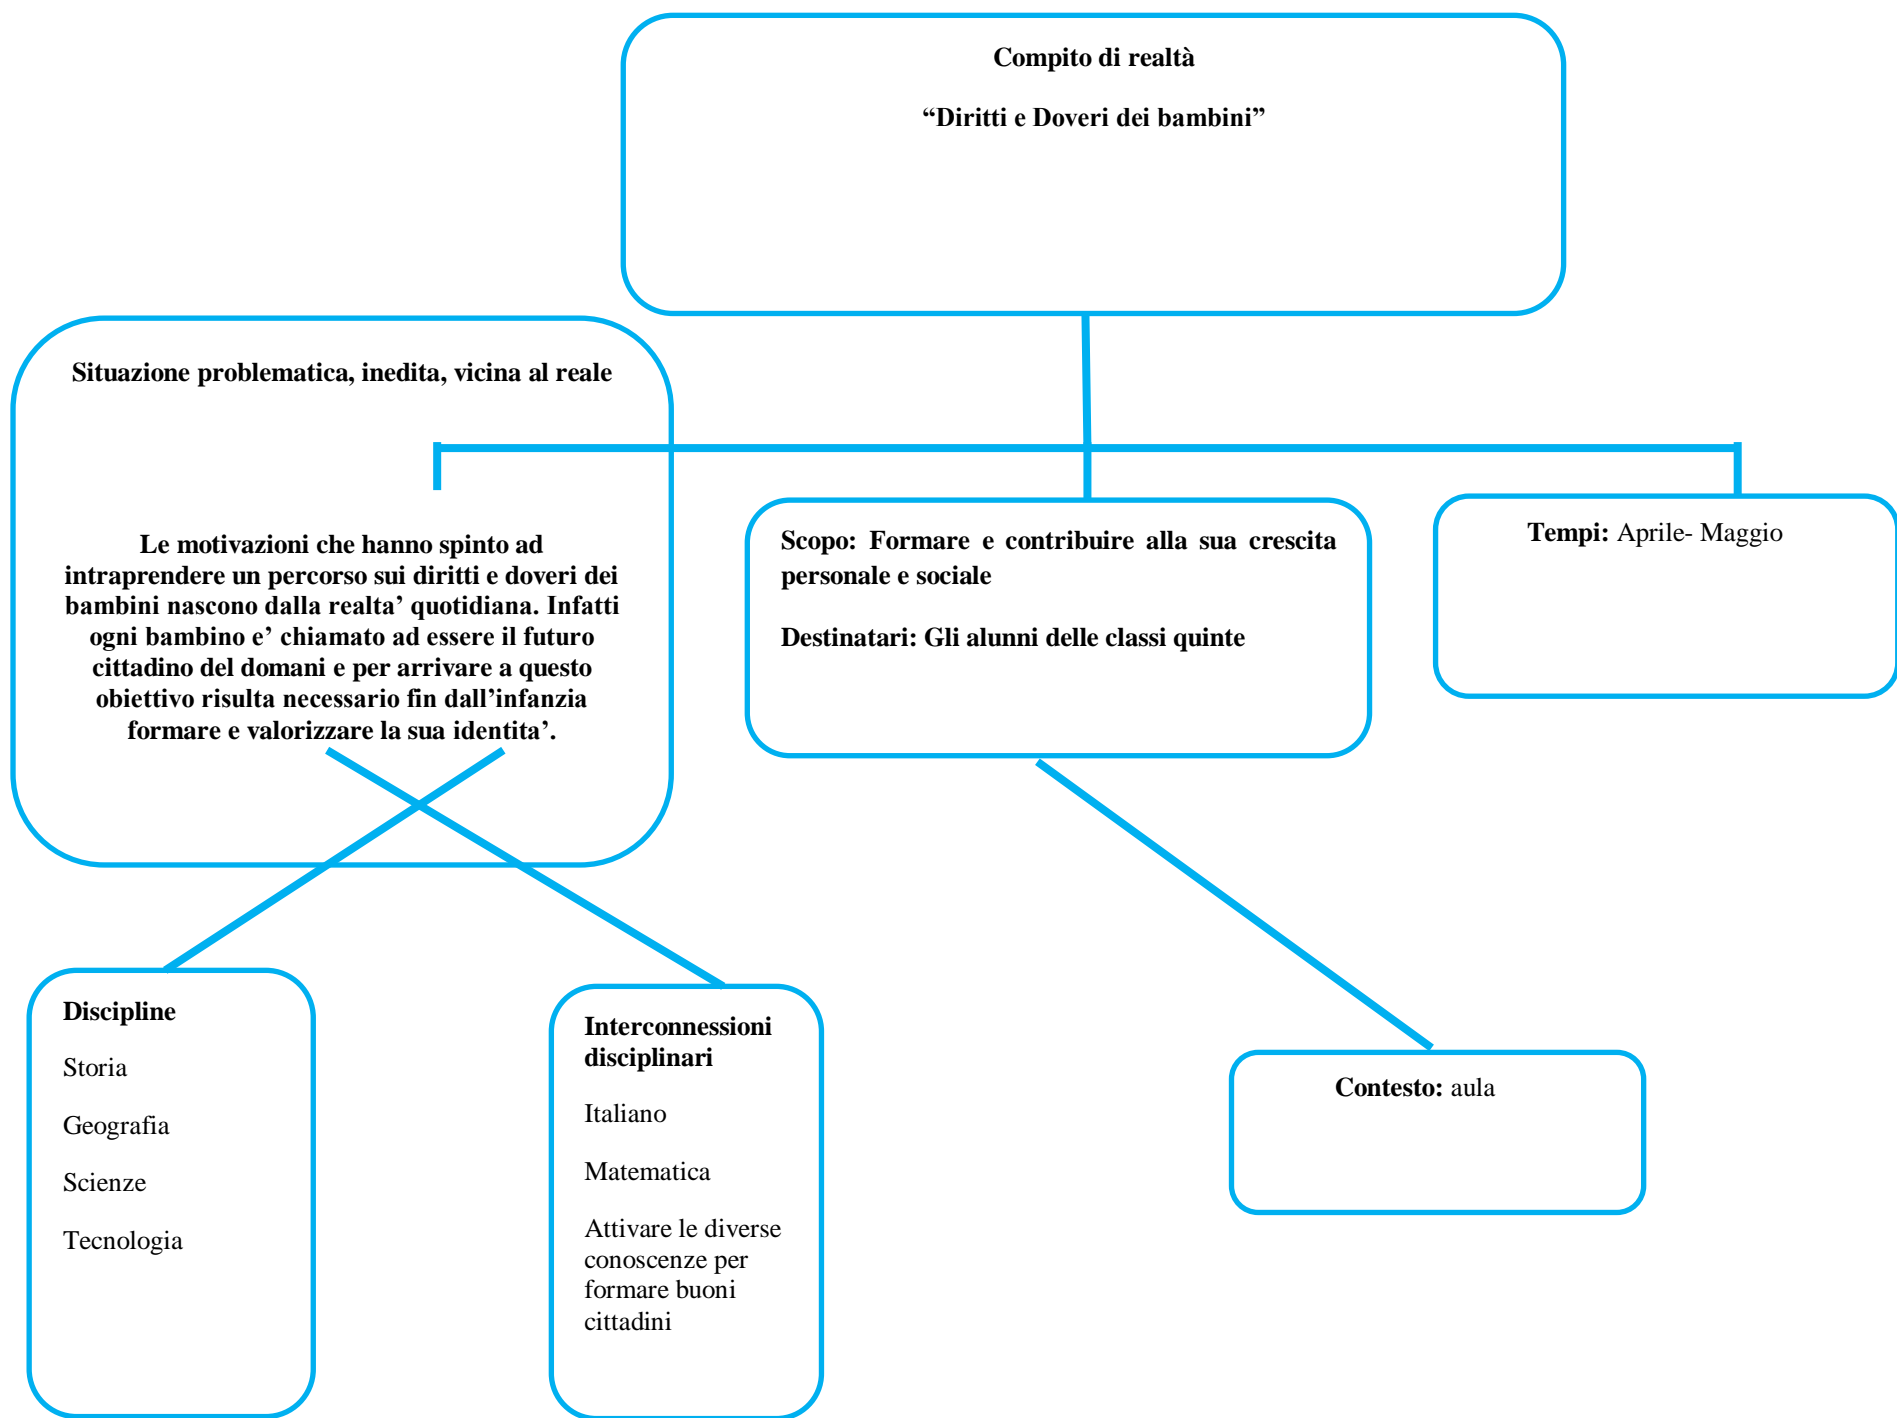 Compito di realtà
“Diritti e Doveri dei bambini”
Situazione problematica, inedita, vicina al reale
Le motivazioni che hanno spinto ad
intraprendere un percorso sui diritti e doveri dei
bambini nascono dalla realta’ quotidiana. Infatti
ogni bambino e’ chiamato ad essere il futuro
cittadino del domani e per arrivare a questo
obiettivo risulta necessario fin dall’infanzia
formare e valorizzare la sua identita’.
Scopo: Formare e contribuire alla sua crescita
personale e sociale
Destinatari: Gli alunni delle classi quinte
Tempi: Aprile- Maggio
Discipline
Storia
Geografia
Scienze
Tecnologia
Interconnessioni
disciplinari
Italiano
Matematica
Attivare le diverse
conoscenze per
formare buoni
cittadini
Contesto: aula